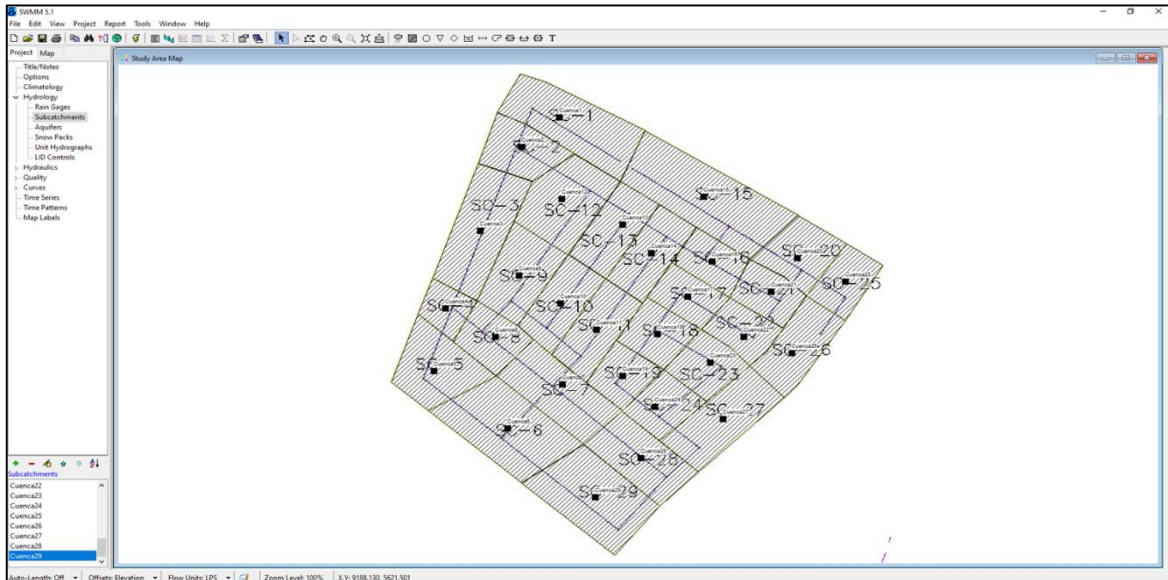 SWMM 5.1
File Edit View Project Report Tools Window Help
Project Map
Study Area Map
Title/Notes
Options
Climatology
Hydrology
Rain Gages
Subcatchments
Aquifers
Snow Packs
Unit Hydrographs
LID Controls
Hydraulics
Quality
Curves
Time Series
Time Patterns
Map Labels
Subcatchments
Cuenca22
Cuenca23
Cuenca24
Cuenca25
Cuenca26
Cuenca27
Cuenca28
Cuenca29
SC-1
SC-2
SC-3
SC-12
SC-15
SC-13
SC-14
SC-16
SC-20
SC-25
SC-9
SC-10
SC-17
SC-21
SC-4
SC-8
SC-11
SC-18
SC-22
SC-26
SC-5
SC-7
SC-19
SC-23
SC-6
SC-24
SC-27
SC-28
SC-29
Auto-Length: Off Offsets: Elevation Flow Units: LPS Zoom Level: 100% X,Y: 9188.130, 5621.501